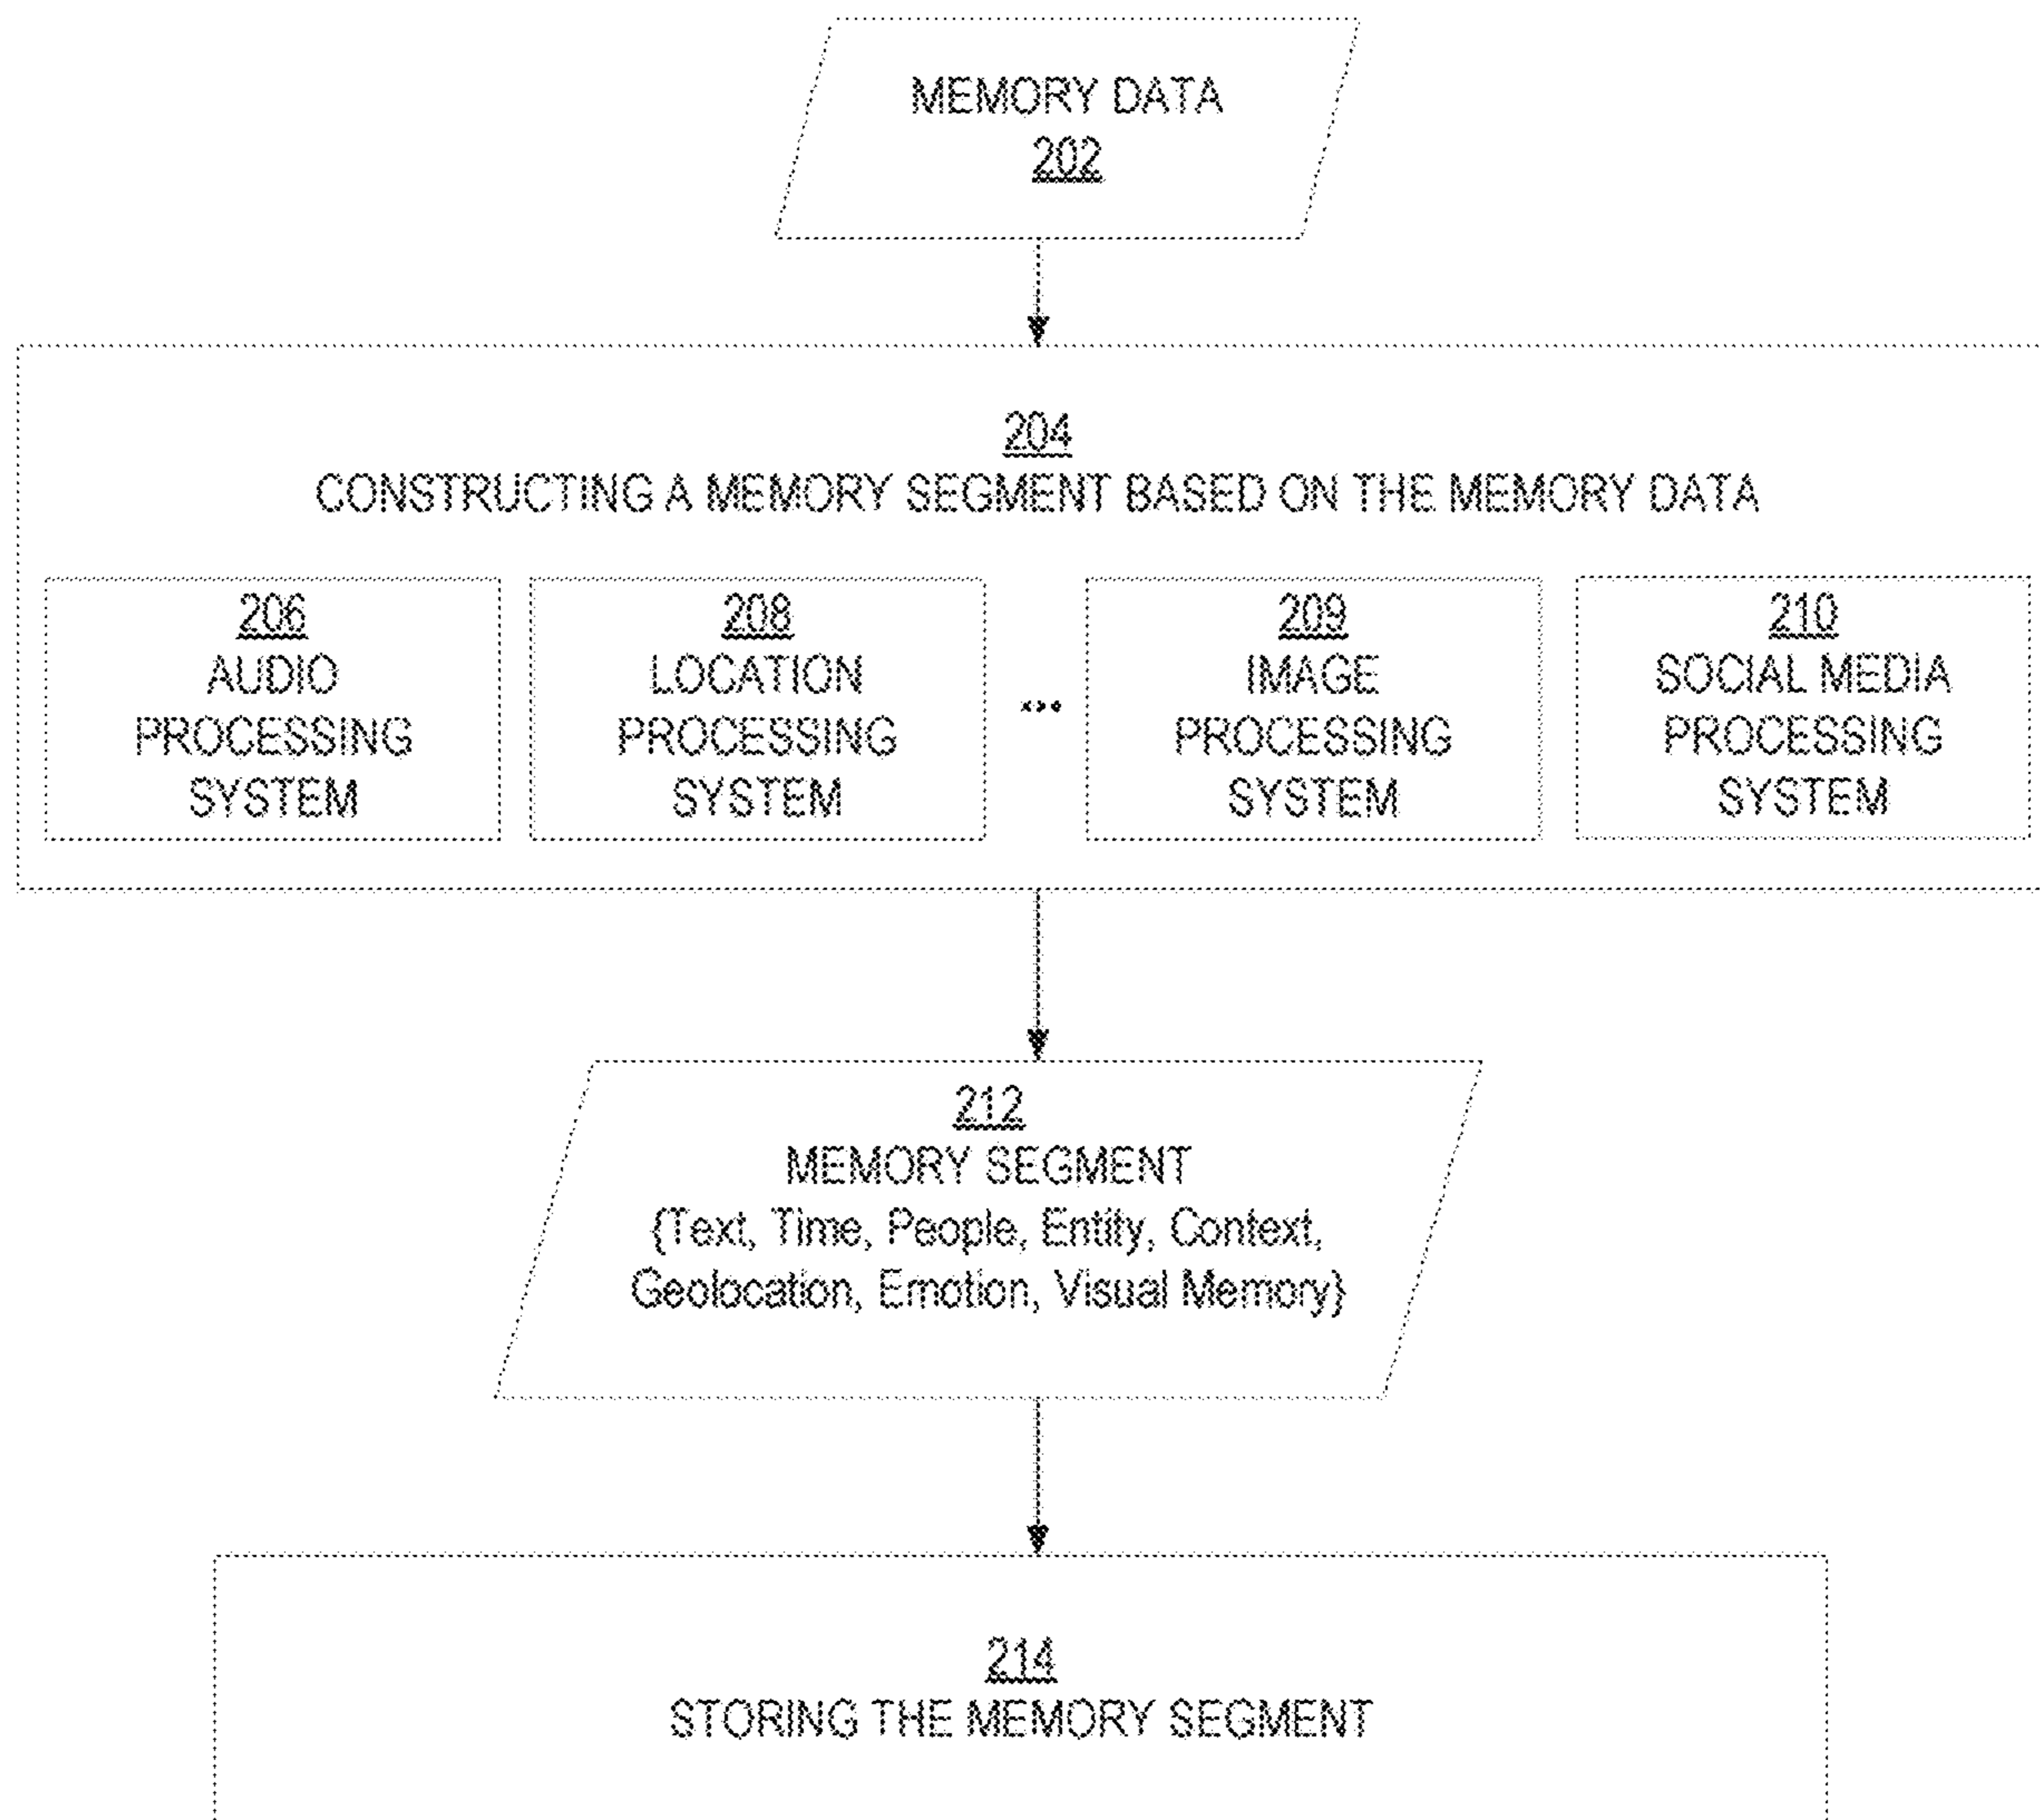 MEMORY DATA
202
204
CONSTRUCTING A MEMORY SEGMENT BASED ON THE MEMORY DATA
206
AUDIO
PROCESSING
SYSTEM
208
LOCATION
PROCESSING
SYSTEM
...
209
IMAGE
PROCESSING
SYSTEM
210
SOCIAL MEDIA
PROCESSING
SYSTEM
212
MEMORY SEGMENT
{Text, Time, People, Entity, Context,
Geolocation, Emotion, Visual Memory}
214
STORING THE MEMORY SEGMENT